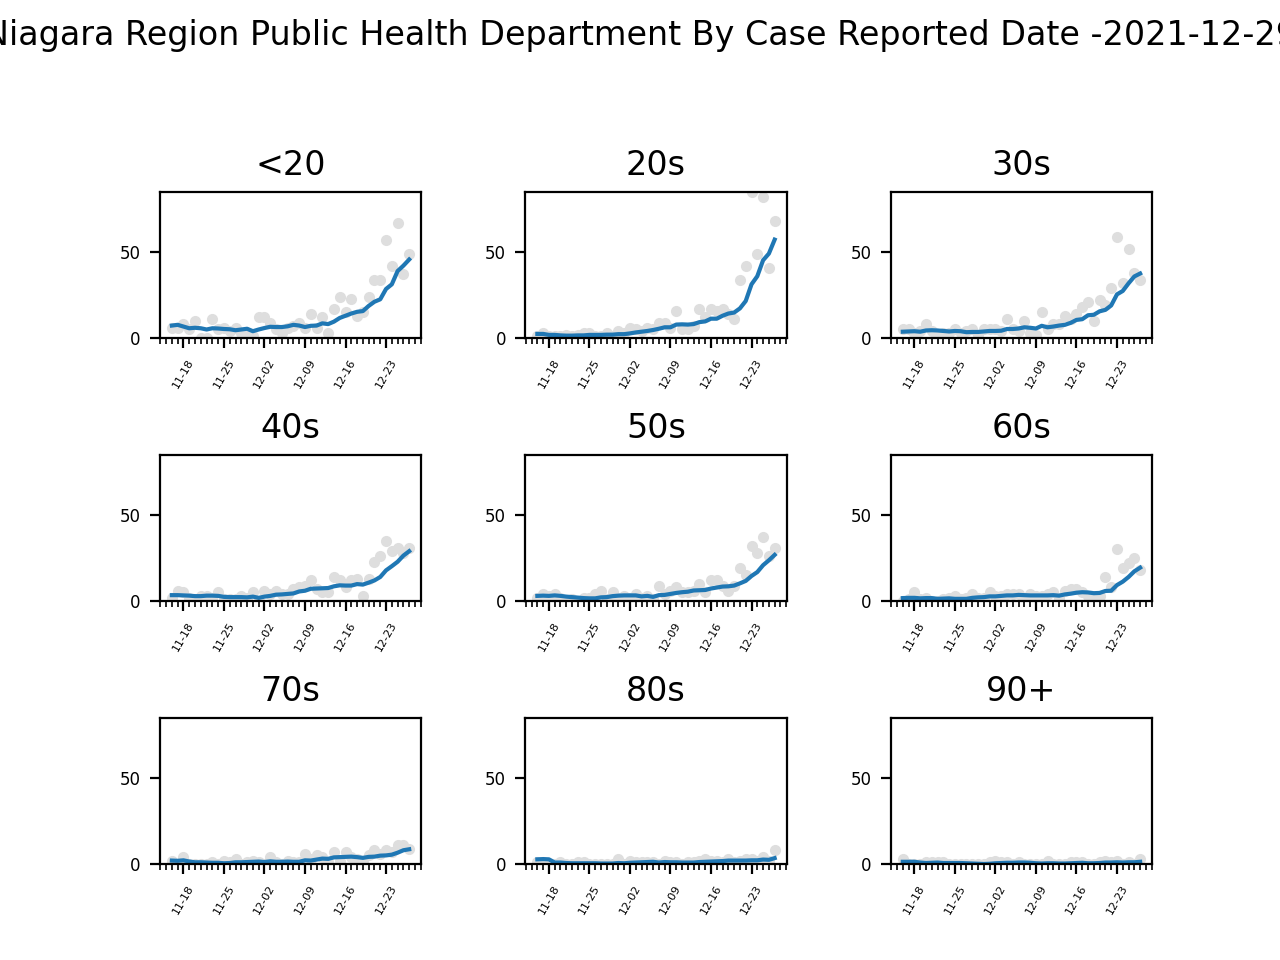 Niagara Region Public Health Department By Case Reported Date -2021-12-29
<20 20s 30s
50 50 50
0 0 0
11-18 11-25 12-02 12-09 12-16 12-23 11-18 11-25 12-02 12-09 12-16 12-23 11-18 11-25 12-02 12-09 12-16 12-23
40s 50s 60s
50 50 50
0 0 0
11-18 11-25 12-02 12-09 12-16 12-23 11-18 11-25 12-02 12-09 12-16 12-23 11-18 11-25 12-02 12-09 12-16 12-23
70s 80s 90+
50 50 50
0 0 0
11-18 11-25 12-02 12-09 12-16 12-23 11-18 11-25 12-02 12-09 12-16 12-23 11-18 11-25 12-02 12-09 12-16 12-23